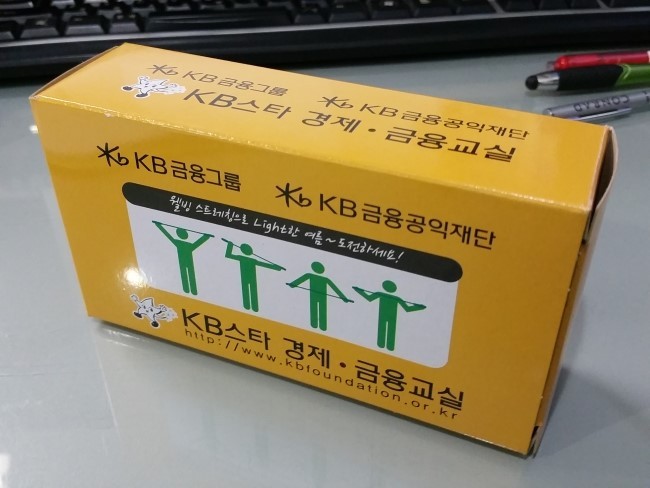 KB금융그룹
KB금융공익재단
KB스타 경제·금융교실
KB금융그룹
KB금융공익재단
웰빙 스트레칭으로 Light한 여름~도전하세요!
KB스타 경제·금융교실
http://www.kbfoundation.or.kr